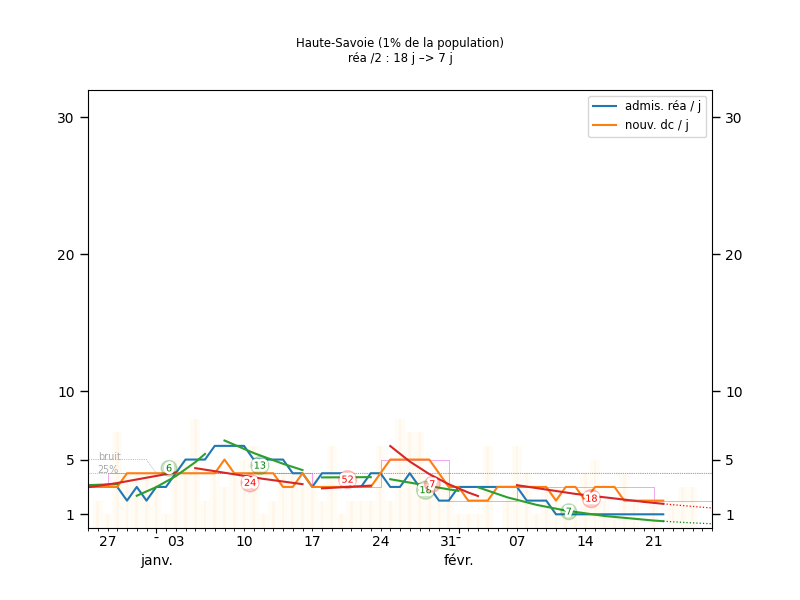 Haute-Savoie (1% de la population)
réa /2 : 18 j –> 7 j
admis. réa / j
nouv. dc / j
30 30
20 20
10 10
5 5
1 1
bruit
25%
6 24 13 52 18 7 7 18
27 03 10 17 24 31 07 14 21
janv. févr.